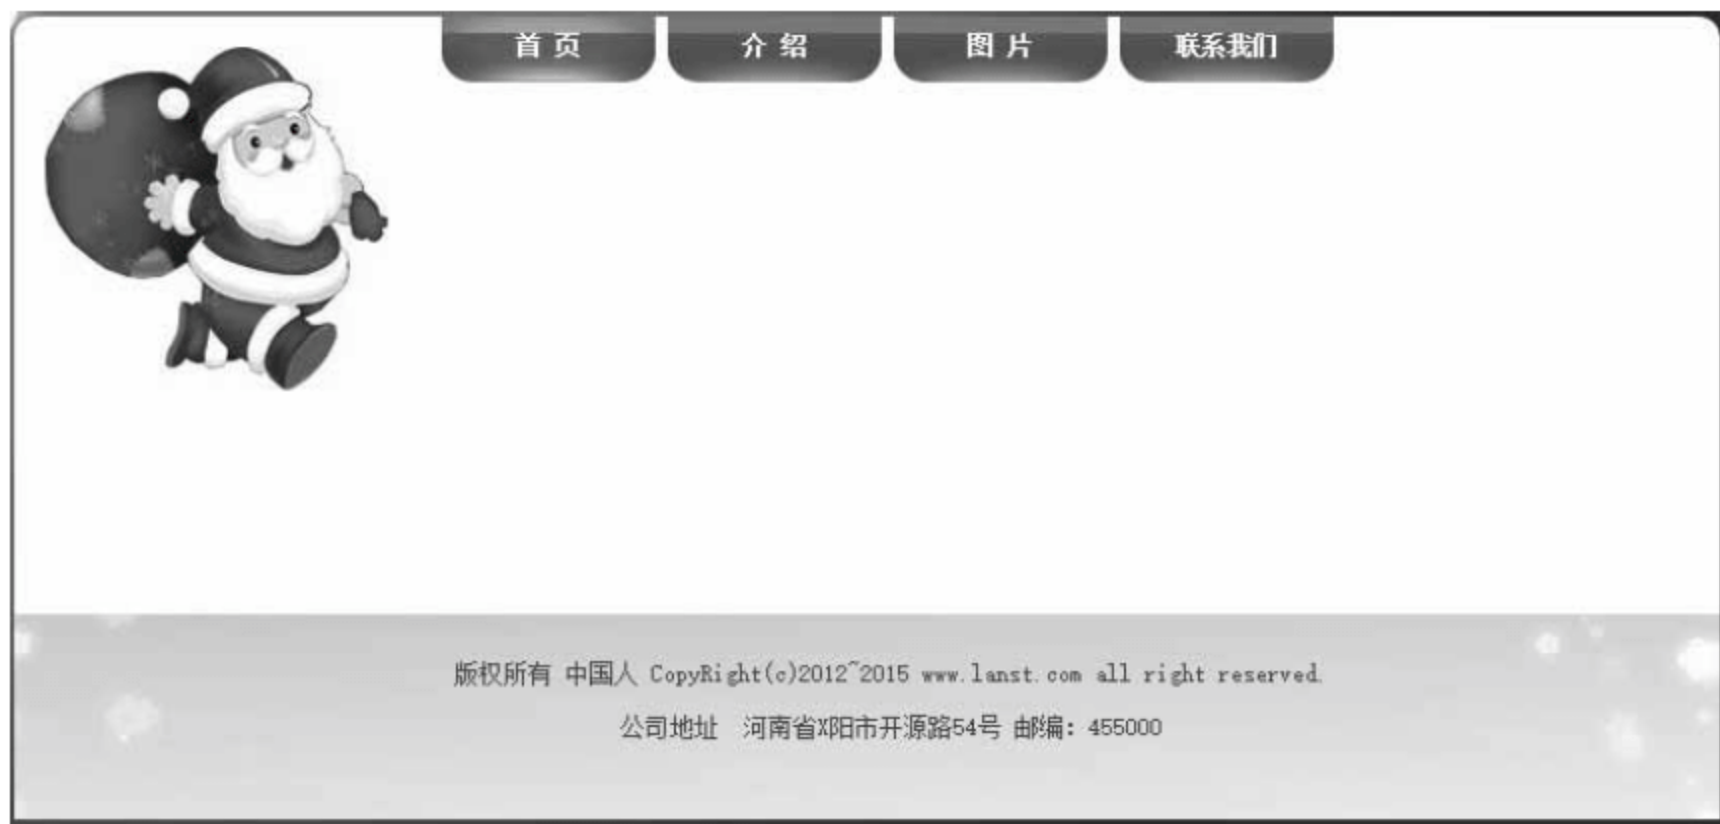 首 页 介 绍 图 片 联系我们
版权所有 中国人 CopyRight(c)2012~2015 www.lanst.com all right reserved.
公司地址 河南省X阳市开源路54号 邮编：455000